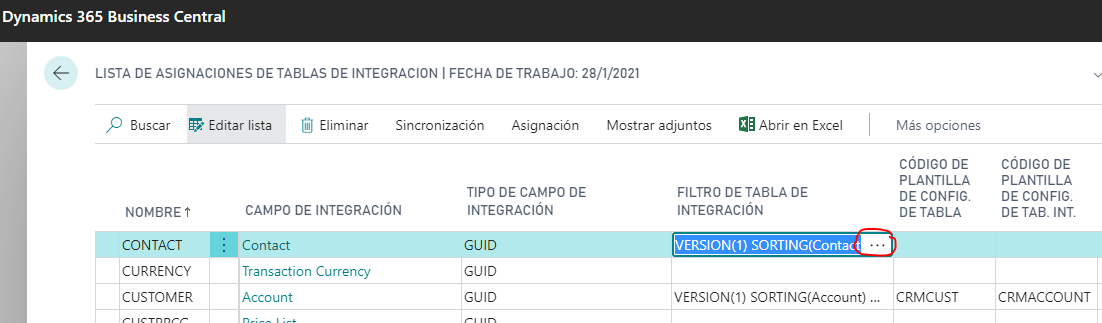 Dynamics 365 Business Central
LISTA DE ASIGNACIONES DE TABLAS DE INTEGRACION | FECHA DE TRABAJO: 28/1/2021
Buscar Editar lista Eliminar Sincronización Asignación Mostrar adjuntos Abrir en Excel Más opciones
NOMBRE↑
CAMPO DE INTEGRACIÓN
TIPO DE CAMPO DE
INTEGRACIÓN
FILTRO DE TABLA DE
INTEGRACIÓN
CÓDIGO DE
PLANTILLA
DE CONFIG.
DE TABLA
CÓDIGO DE
PLANTILLA
DE CONFIG.
DE TAB. INT.
CONTACT Contact GUID VERSION(1) SORTING(Contact ...
CURRENCY Transaction Currency GUID
CUSTOMER Account GUID VERSION(1) SORTING(Account) ... CRMCUST CRMACCOUNT
CUSTPRCG Price List GUID